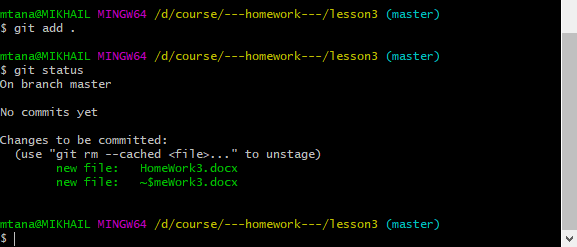 mtana@MIKHAIL MINGW64 /d/course/---homework---/lesson3 (master)
$ git add .
mtana@MIKHAIL MINGW64 /d/course/---homework---/lesson3 (master)
$ git status
On branch master
No commits yet
Changes to be committed:
  (use "git rm --cached <file>..." to unstage)
        new file:   HomeWork3.docx
        new file:   ~$meWork3.docx
mtana@MIKHAIL MINGW64 /d/course/---homework---/lesson3 (master)
$